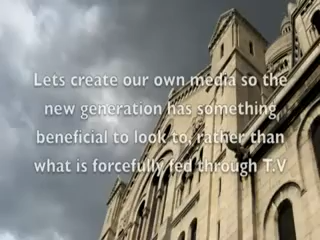 Lets create our own media so the
new generation has something
beneficial to look to, rather than
what is forcefully fed through T.V